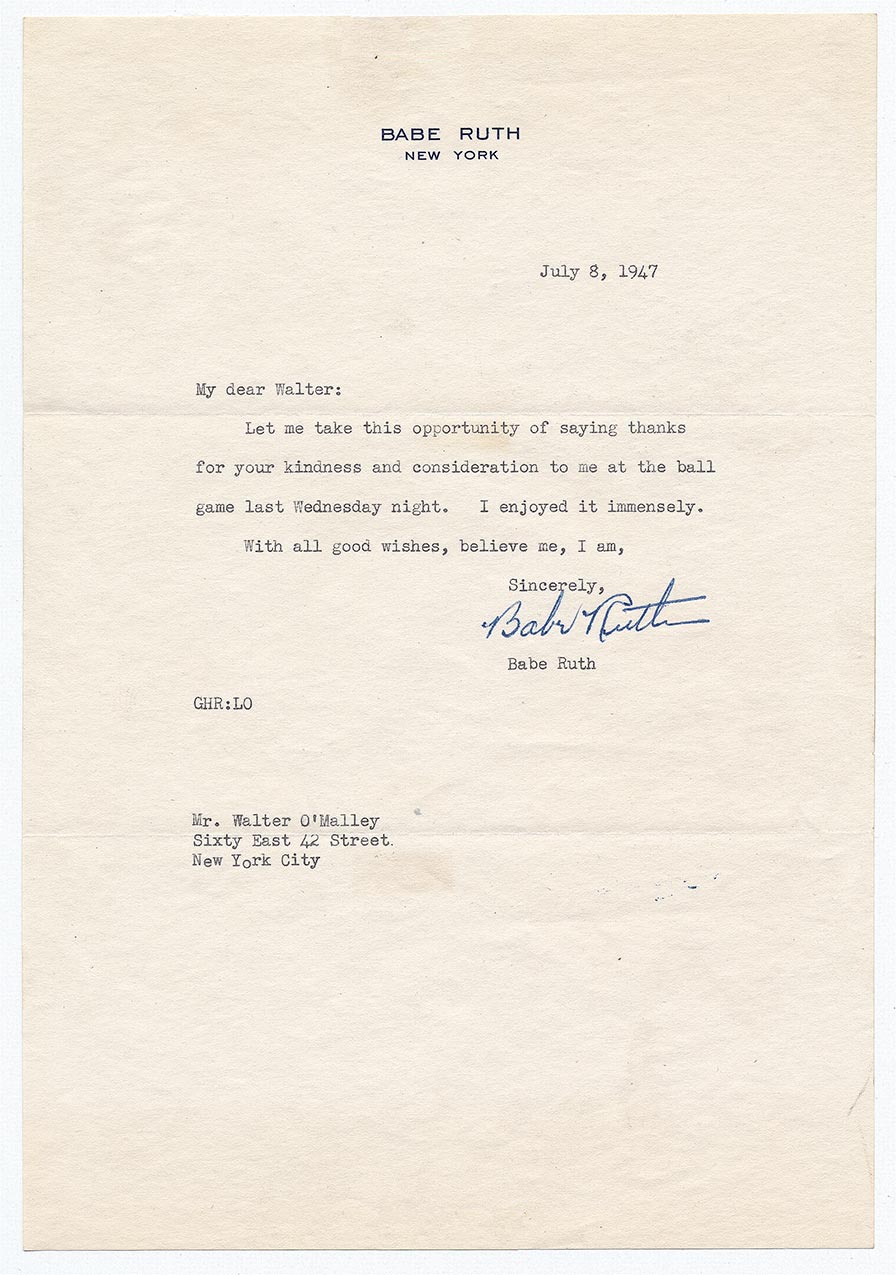 BABE RUTH
NEW YORK
July 8, 1947
My dear Walter:
Let me take this opportunity of saying thanks
for your kindness and consideration to me at the ball
game last Wednesday night. I enjoyed it immensely.
With all good wishes, believe me, I am,
Sincerely,
Babe Ruth
Babe Ruth
GHR:LO
Mr. Walter O'Malley
Sixty East 42 Street.
New York City